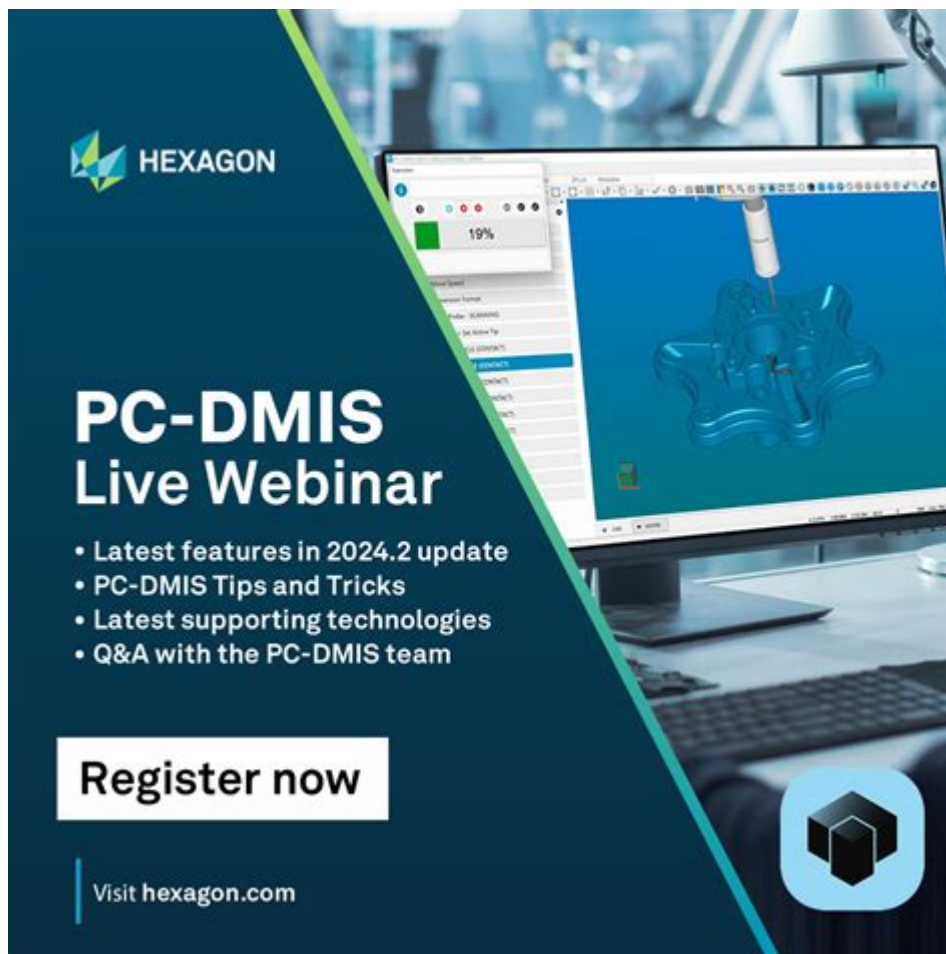 HEXAGON
19%
PC-DMIS
Live Webinar
• Latest features in 2024.2 update
• PC-DMIS Tips and Tricks
• Latest supporting technologies
• Q&A with the PC-DMIS team
Register now
Visit hexagon.com